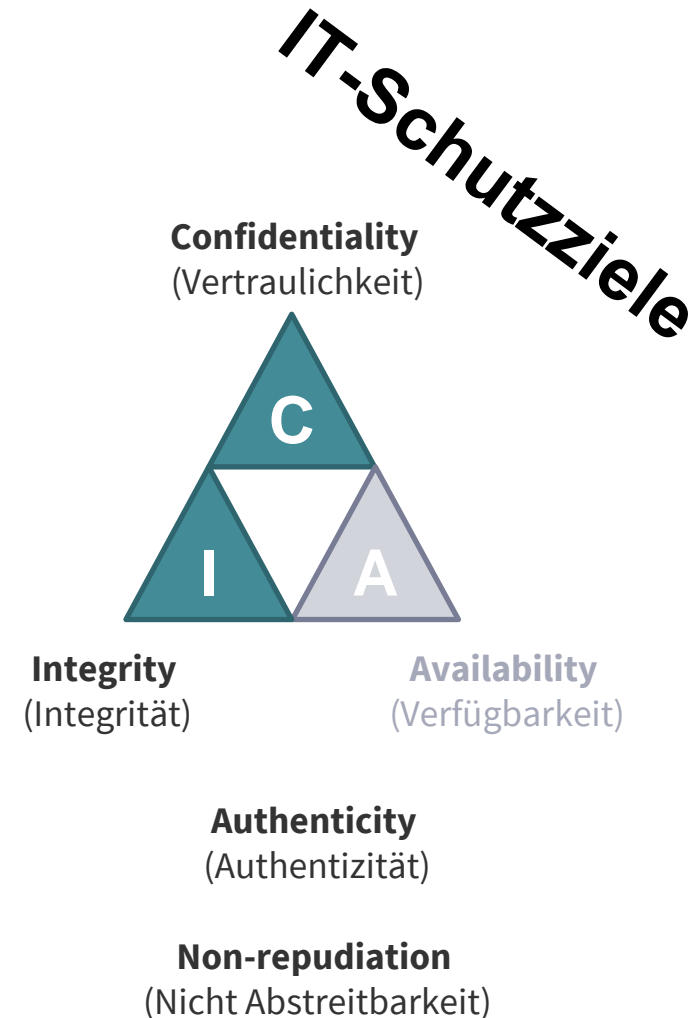 IT-Schutzziele
Confidentiality
(Vertraulichkeit)
C
I
A
Integrity
(Integrität)
Availability
(Verfügbarkeit)
Authenticity
(Authentizität)
Non-repudiation
(Nicht Abstreitbarkeit)